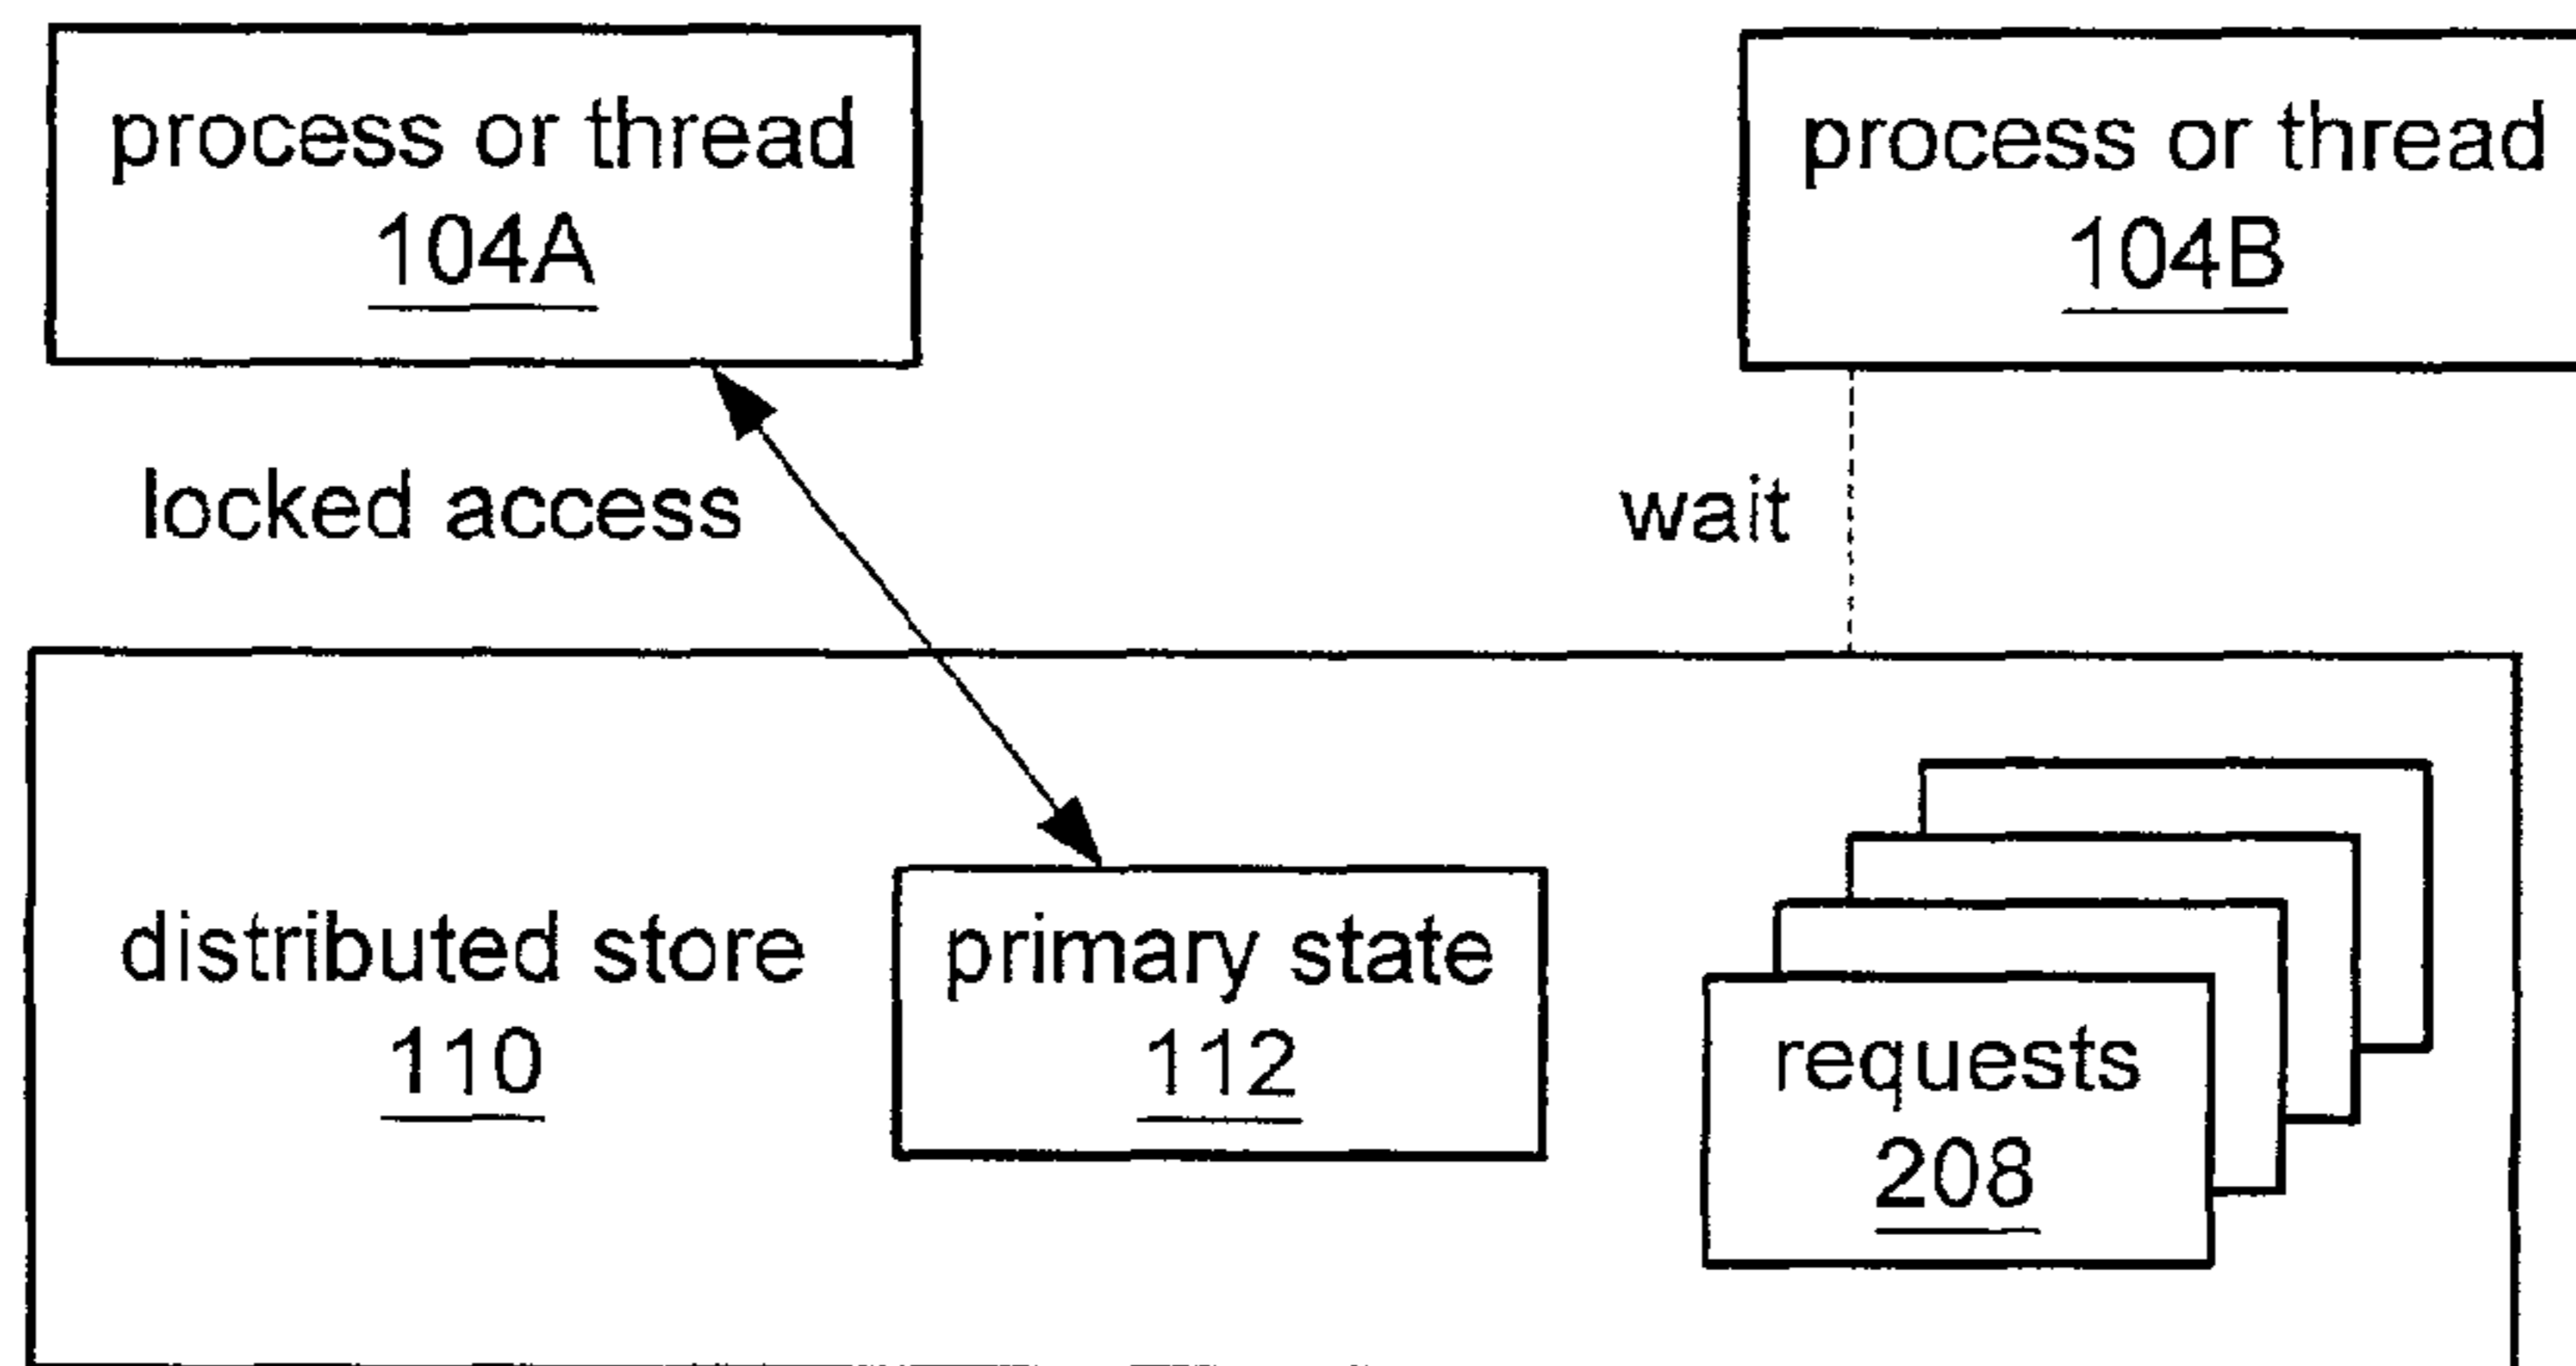 process or thread
104A
process or thread
104B
locked access
wait
distributed store
110
primary state
112
requests
208